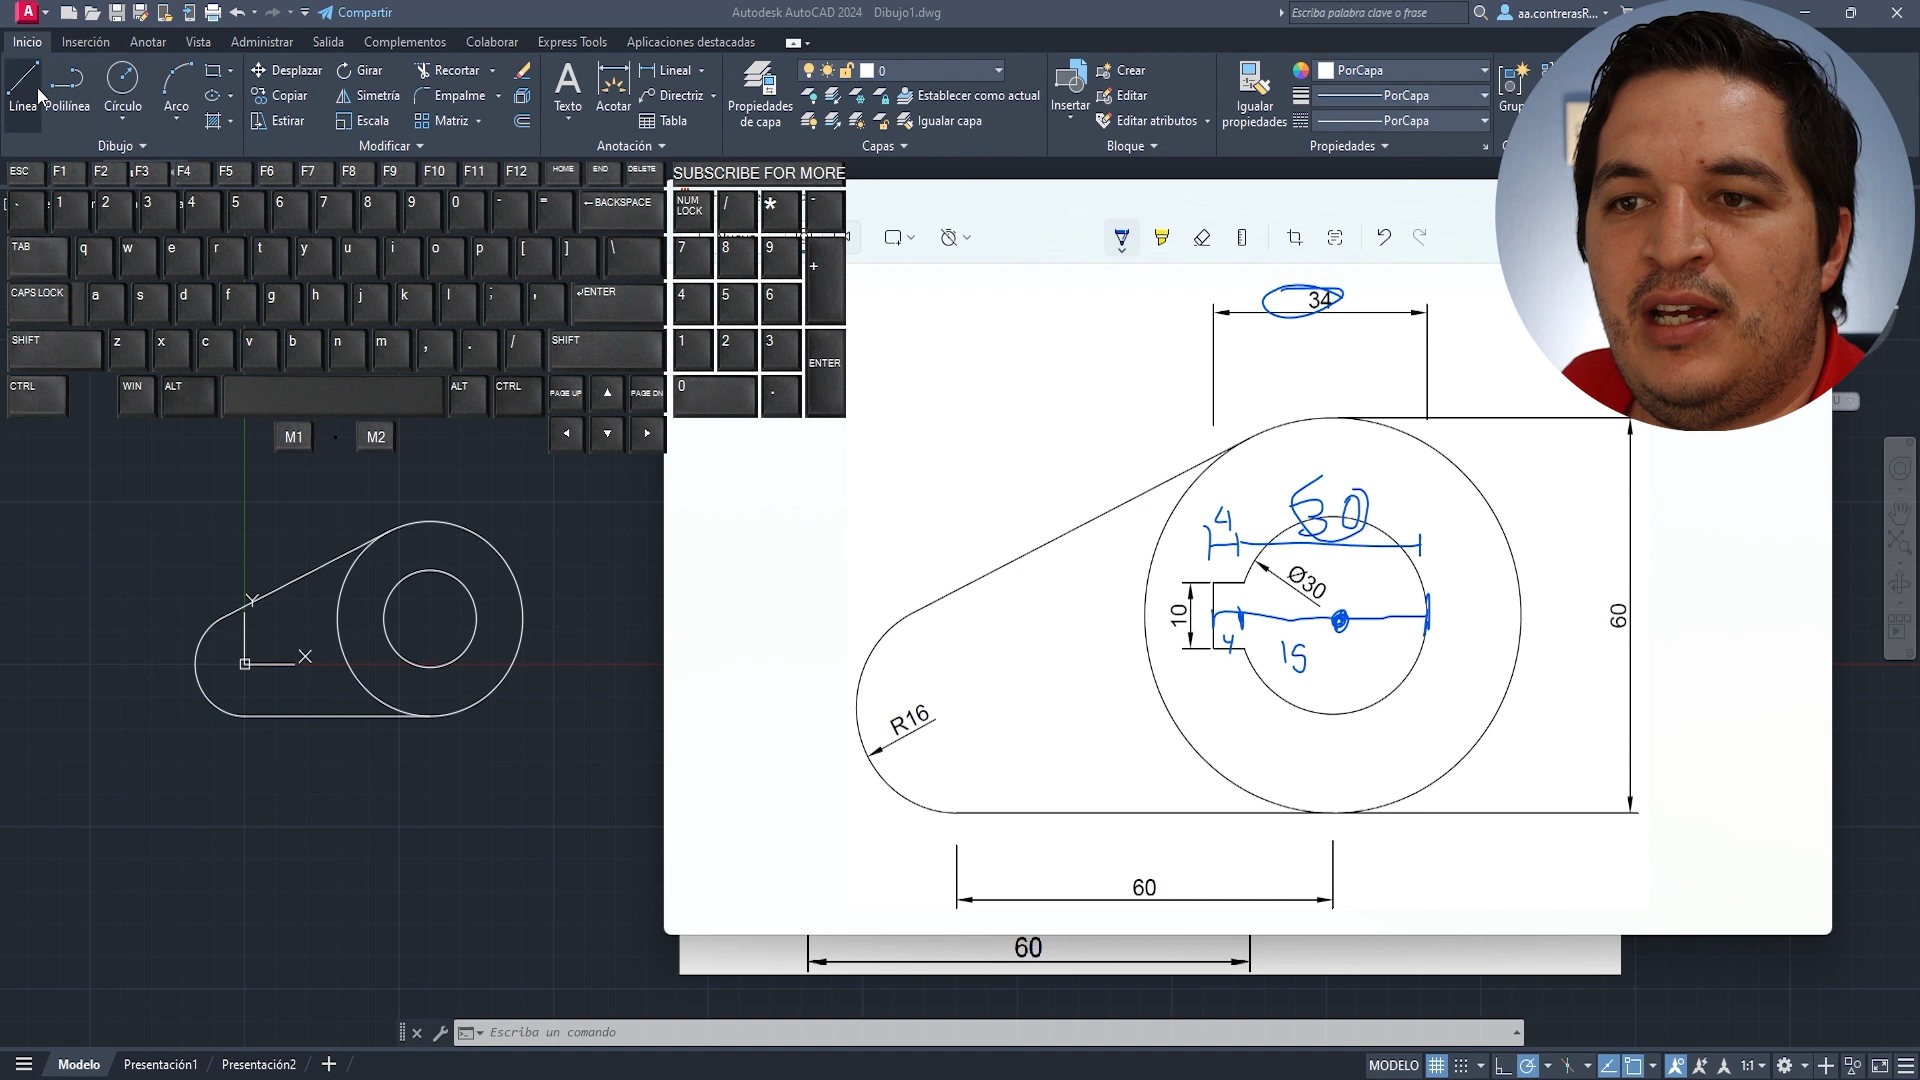 Compartir
Autodesk AutoCAD 2024 Dibujo1.dwg
Escriba palabra clave o frase
aa.contrerasR...
Inicio Inserción Anotar Vista Administrar Salida Complementos Colaborar Express Tools Aplicaciones destacadas
Línea Polilínea Círculo Arco
Desplazar Girar Recortar
Copiar Simetría Empalme
Estirar Escala Matriz
Texto Acotar
Lineal
Directriz
Tabla
Propiedades de capa
0
Establecer como actual
Igualar capa
Insertar
Crear
Editar
Editar atributos
Igualar propiedades
PorCapa
PorCapa
PorCapa
Grup
Dibujo Modificar Anotación Capas Bloque Propiedades
ESC F1 F2 F3 F4 F5 F6 F7 F8 F9 F10 F11 F12 HOME END DELETE SUBSCRIBE FOR MORE
` 1 2 3 4 5 6 7 8 9 0 - = ←BACKSPACE NUM LOCK / * -
TAB q w e r t y u i o p [ ] \ 7 8 9 +
CAPS LOCK a s d f g h j k l ; ' ↲ENTER 4 5 6
SHIFT z x c v b n m , . / SHIFT 1 2 3 ENTER
CTRL WIN ALT ALT CTRL PAGE UP ▲ PAGE DN 0 .
M1 M2 ◄ ▼ ►
34
30
4
Ø30
10
4
15
60
R16
60
60
Y
X
Escriba un comando
Modelo Presentación1 Presentación2 +
MODELO 1:1